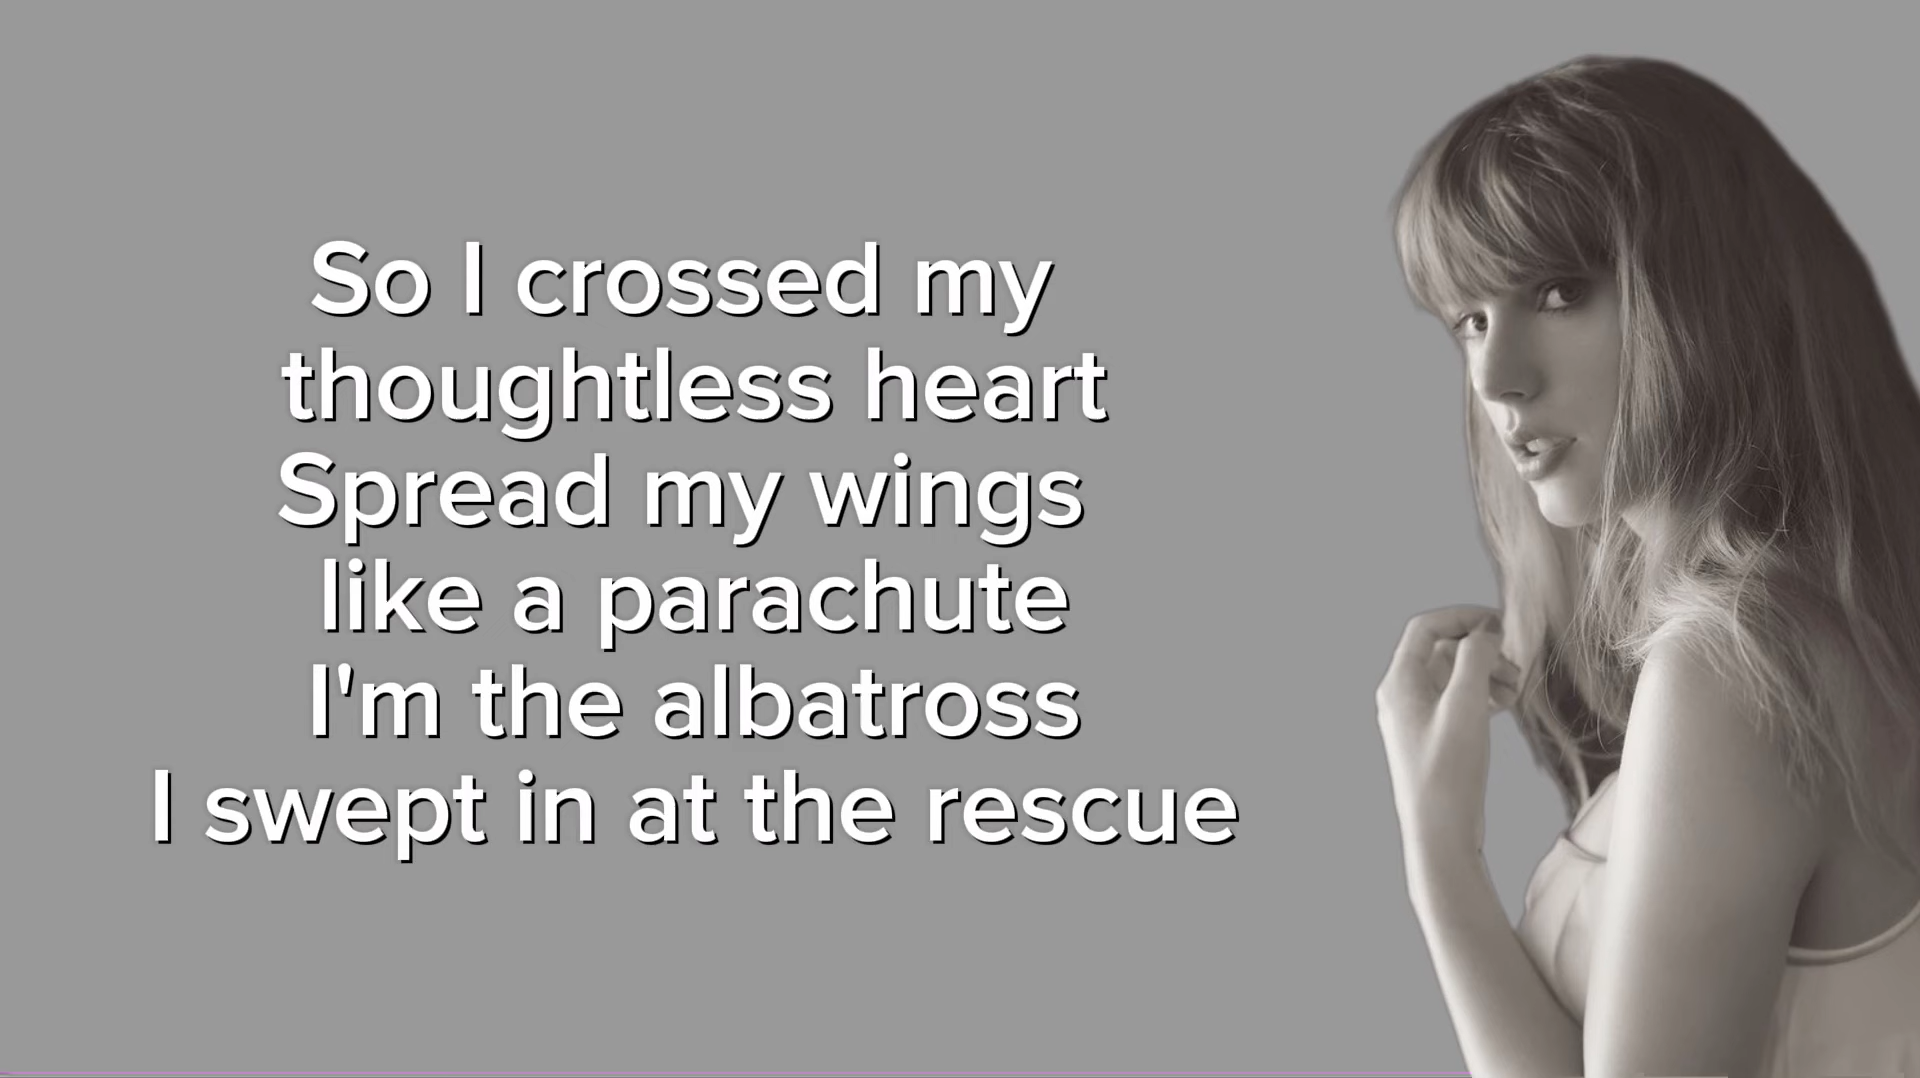 So I crossed my
thoughtless heart
Spread my wings
like a parachute
I'm the albatross
I swept in at the rescue